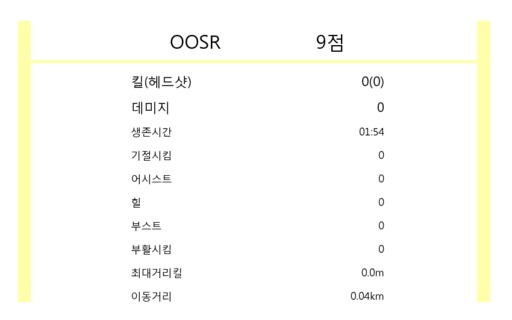 OOSR 9점
킬(헤드샷) 0(0)
데미지 0
생존시간 01:54
기절시킴 0
어시스트 0
힐 0
부스트 0
부활시킴 0
최대거리킬 0.0m
이동거리 0.04km